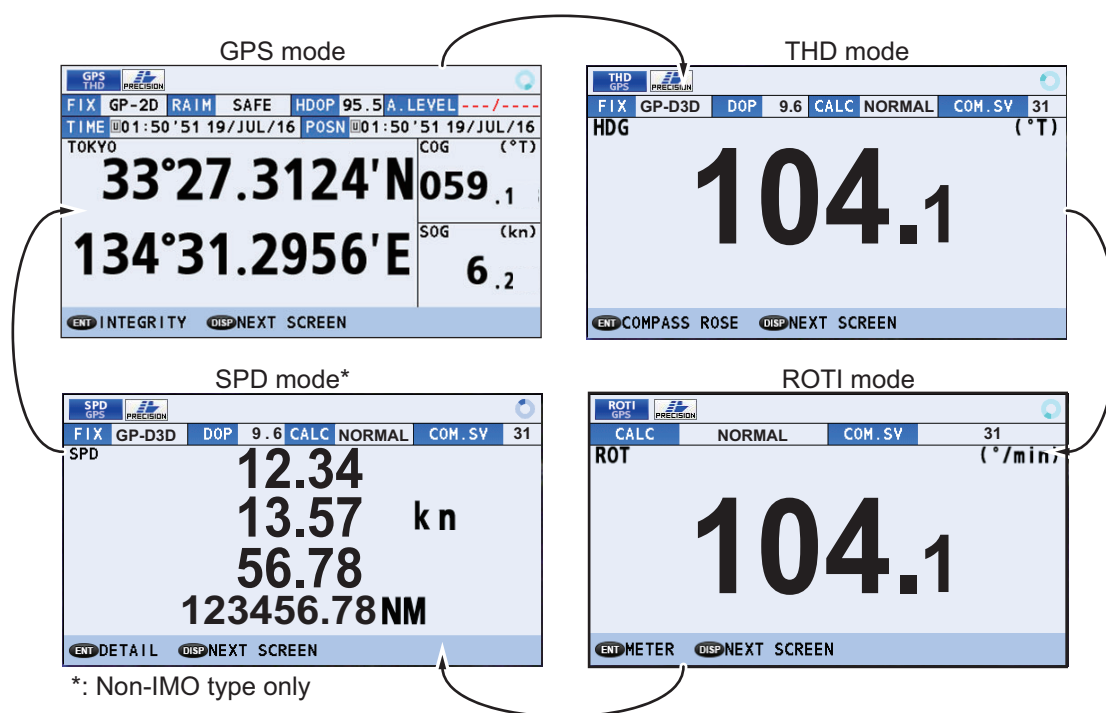 GPS mode
GPS
THD
PRECISION
FIX GP-2D RAIM SAFE HDOP 95.5 A.LEVEL ---/----
TIME U01:50'51 19/JUL/16 POSN U01:50'51 19/JUL/16
TOKYO
33°27.3124'N
134°31.2956'E
COG (°T)
059.1
SOG (kn)
6.2
ENT INTEGRITY DISP NEXT SCREEN
THD mode
THD
GPS
PRECISION
FIX GP-D3D DOP 9.6 CALC NORMAL COM.SV 31
HDG (°T)
104.1
ENT COMPASS ROSE DISP NEXT SCREEN
SPD mode*
SPD
GPS
PRECISION
FIX GP-D3D DOP 9.6 CALC NORMAL COM.SV 31
SPD
12.34
13.57 kn
56.78
123456.78 NM
ENT DETAIL DISP NEXT SCREEN
*: Non-IMO type only
ROTI mode
ROTI
GPS
PRECISION
CALC NORMAL COM.SV 31
ROT (°/min)
104.1
ENT METER DISP NEXT SCREEN